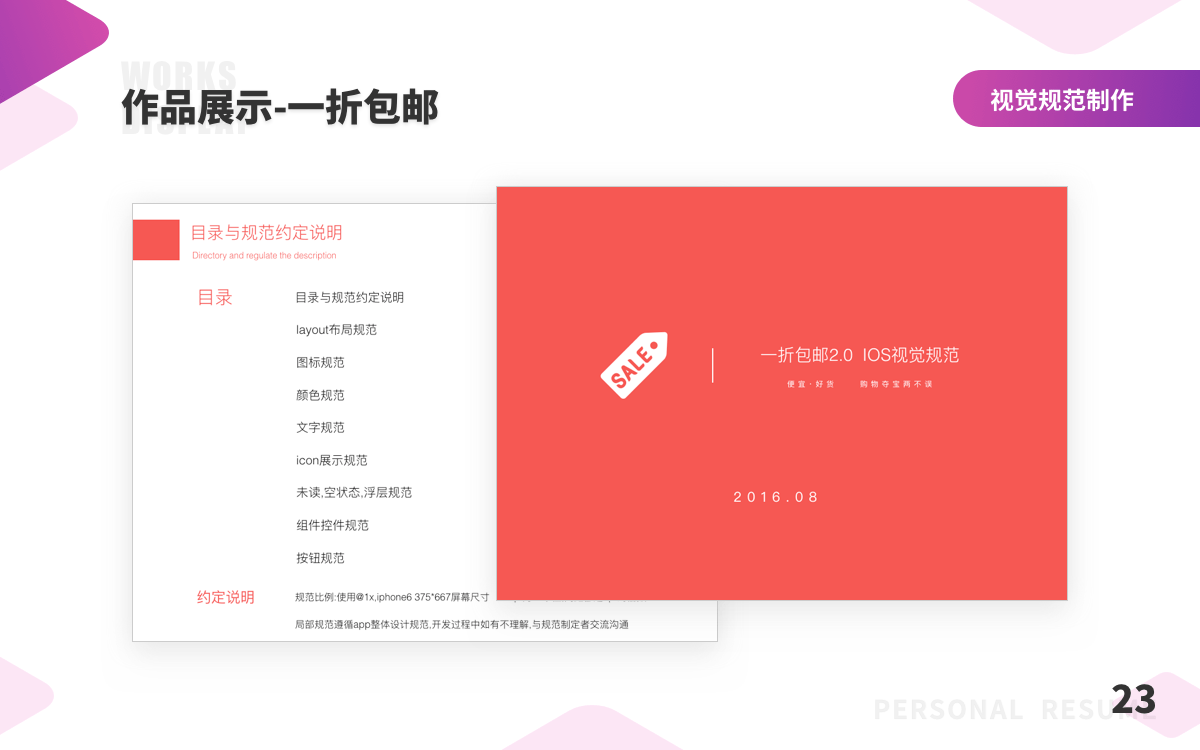 WORKS
DISPLAY
作品展示-一折包邮
视觉规范制作
目录与规范约定说明
Directory and regulate the description
目录
目录与规范约定说明
layout布局规范
图标规范
颜色规范
文字规范
icon展示规范
未读,空状态,浮层规范
组件控件规范
按钮规范
约定说明
规范比例:使用@1x,iphone6 375*667屏幕尺寸
局部规范遵循app整体设计规范,开发过程中如有不理解,与规范制定者交流沟通
SALE
一折包邮2.0 IOS视觉规范
便宜·好货 购物夺宝两不误
2016.08
PERSONAL RESUME
23